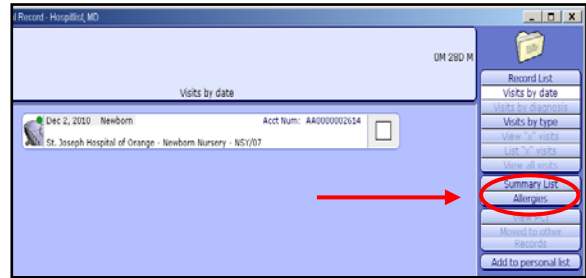 l Record - Hospitlist, MD
0M 28D M
Visits by date
Dec 2, 2010 Newborn Acct Num: AA0000002614
St. Joseph Hospital of Orange - Newborn Nursery - NSY/07
Record List
Visits by date
Visits by diagnosis
Visits by type
View "x" visits
List "x" visits
View all visits
Summary List
Allergies
View PCI
Moved to other
Records
Add to personal list